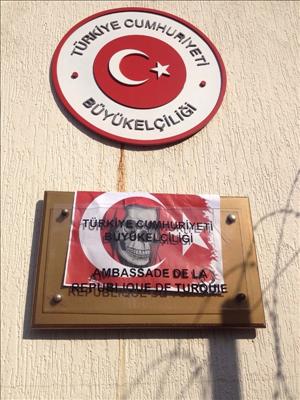 TÜRKİYE CUMHURİYETİ
BÜYÜKELÇİLİĞİ
TÜRKİYE CUMHURİYETİ
BÜYÜKELÇİLİĞİ
AMBASSADE DE LA
REPUBLIQUE DE TURQUIE